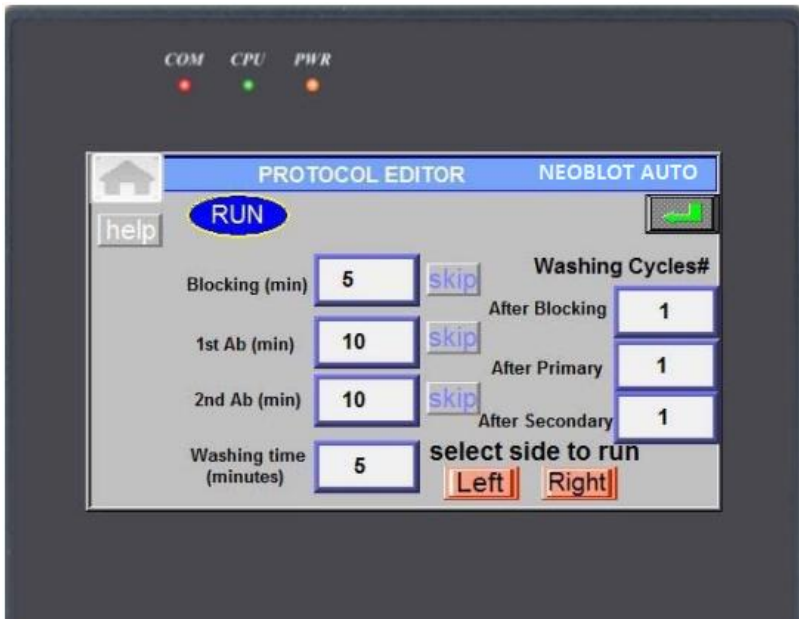 COM CPU PWR
PROTOCOL EDITOR NEOBLOT AUTO
help
RUN
Washing Cycles#
Blocking (min) 5 skip
After Blocking 1
1st Ab (min) 10 skip
After Primary 1
2nd Ab (min) 10 skip
After Secondary 1
Washing time
(minutes) 5
select side to run
Left Right